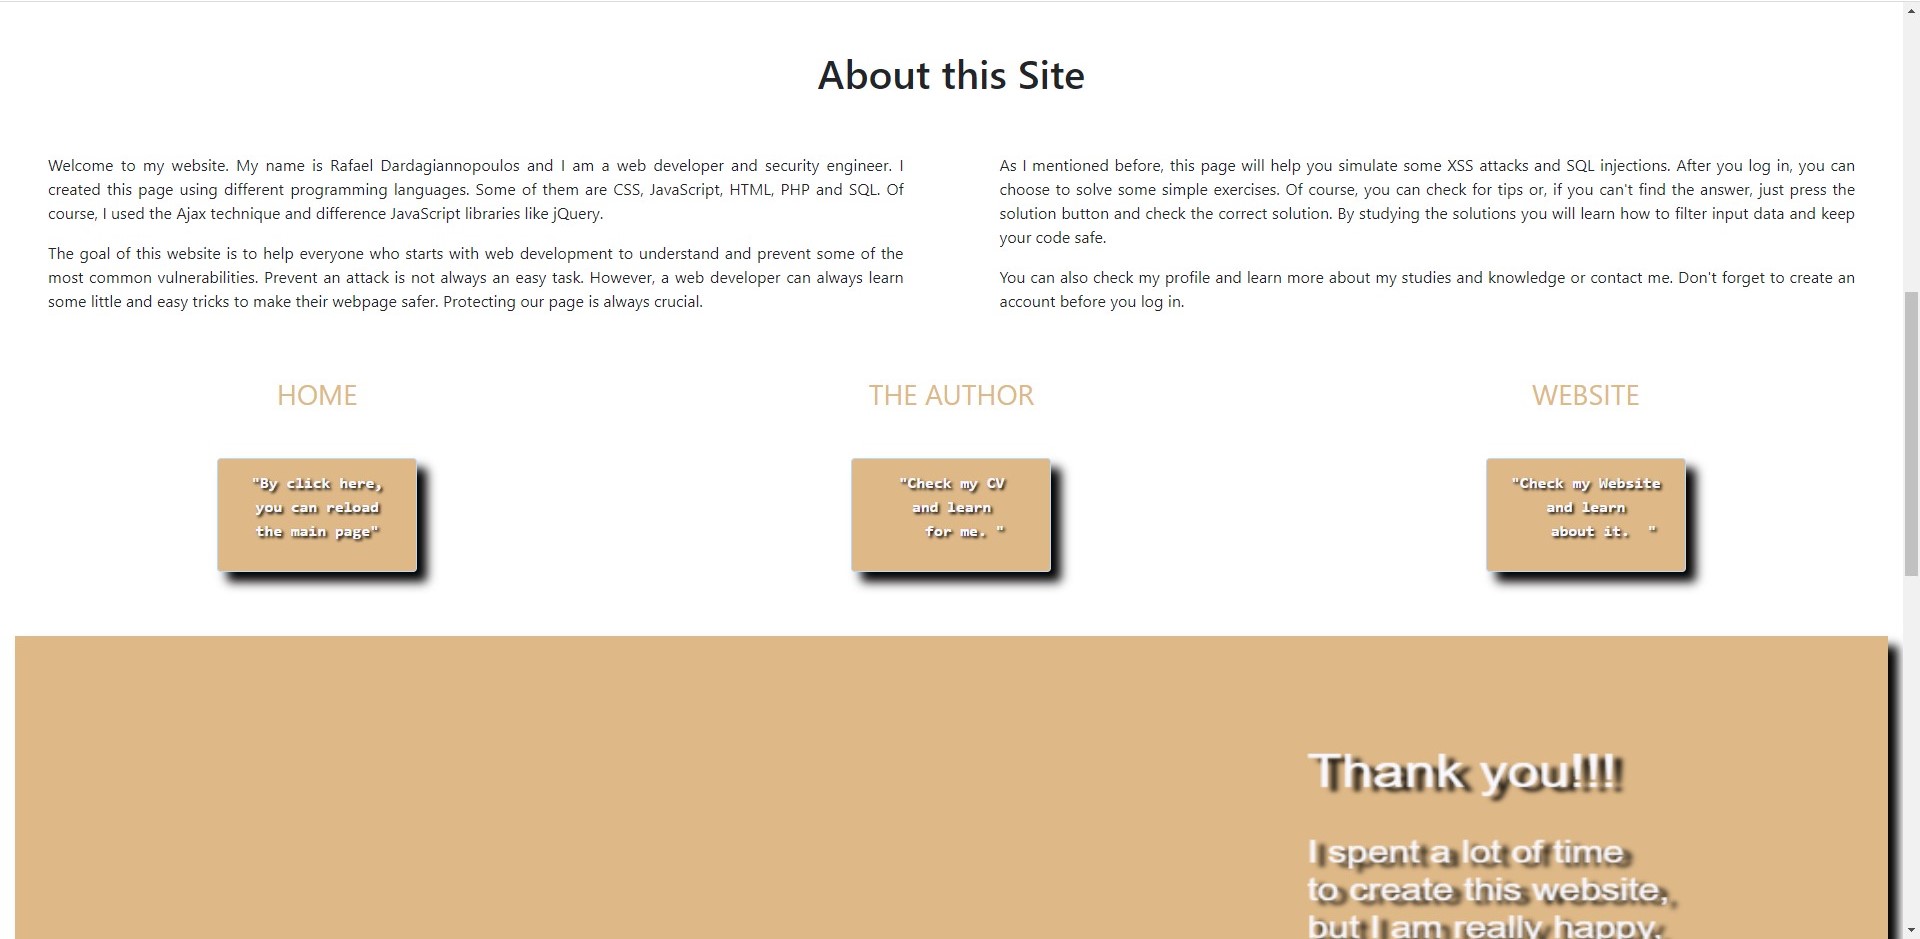 About this Site
Welcome to my website. My name is Rafael Dardagiannopoulos and I am a web developer and security engineer. I
created this page using different programming languages. Some of them are CSS, JavaScript, HTML, PHP and SQL. Of
course, I used the Ajax technique and difference JavaScript libraries like jQuery.
The goal of this website is to help everyone who starts with web development to understand and prevent some of the
most common vulnerabilities. Prevent an attack is not always an easy task. However, a web developer can always learn
some little and easy tricks to make their webpage safer. Protecting our page is always crucial.
As I mentioned before, this page will help you simulate some XSS attacks and SQL injections. After you log in, you can
choose to solve some simple exercises. Of course, you can check for tips or, if you can't find the answer, just press the
solution button and check the correct solution. By studying the solutions you will learn how to filter input data and keep
your code safe.
You can also check my profile and learn more about my studies and knowledge or contact me. Don't forget to create an
account before you log in.
HOME
"By click here,
you can reload
the main page"
THE AUTHOR
"Check my CV
and learn
for me. "
WEBSITE
"Check my Website
and learn
about it. "
Thank you!!!
I spent a lot of time
to create this website,
but I am really happy,